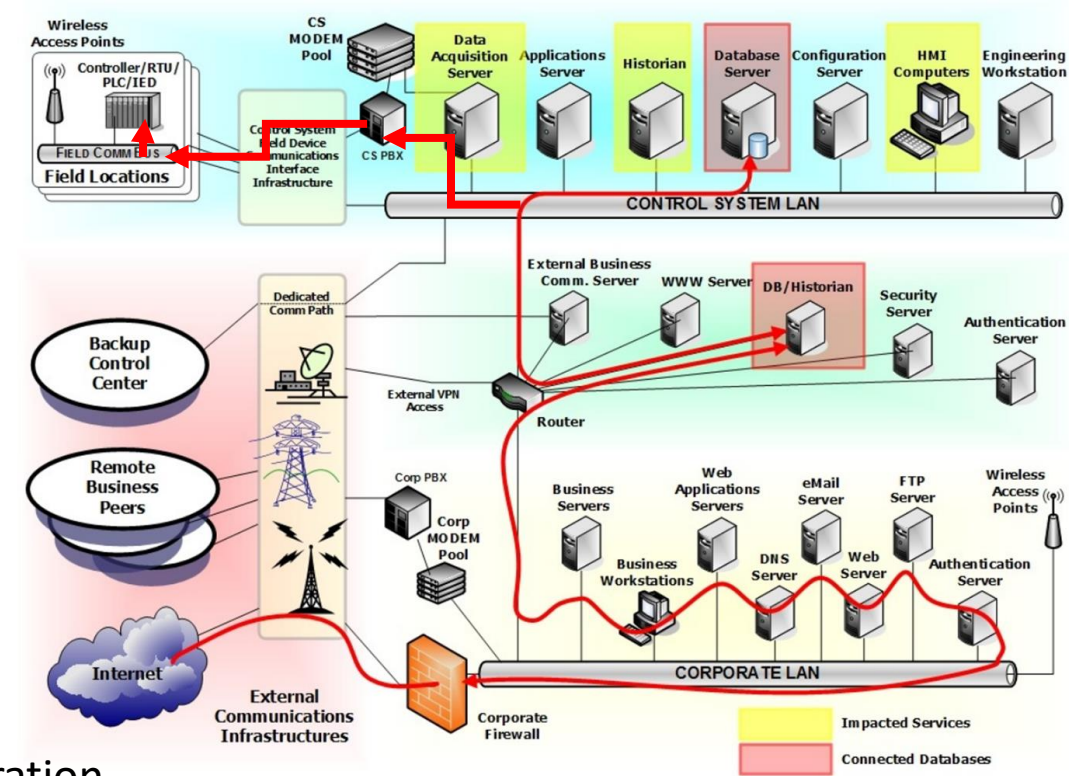 Wireless
Access Points
Controller/RTU/
PLC/IED
FIELD COMM BUS
Field Locations
Control System
Field Device
Communications
Interface
Infrastructure
CS
MODEM
Pool
CS PBX
Data
Acquisition
Server
Applications
Server
Historian
Database
Server
Configuration
Server
HMI
Computers
Engineering
Workstation
CONTROL SYSTEM LAN
Dedicated
Comm Path
External Business
Comm. Server
WWW Server
DB/Historian
Security
Server
Authentication
Server
Backup
Control
Center
External VPN
Access
Router
Remote
Business
Peers
Corp PBX
Corp
MODEM
Pool
Business
Servers
Business
Workstations
Web
Applications
Servers
DNS
Server
eMail
Server
Web
Server
FTP
Server
Authentication
Server
Wireless
Access
Points
Internet
CORPORATE LAN
External
Communications
Infrastructures
Corporate
Firewall
Impacted Services
Connected Databases